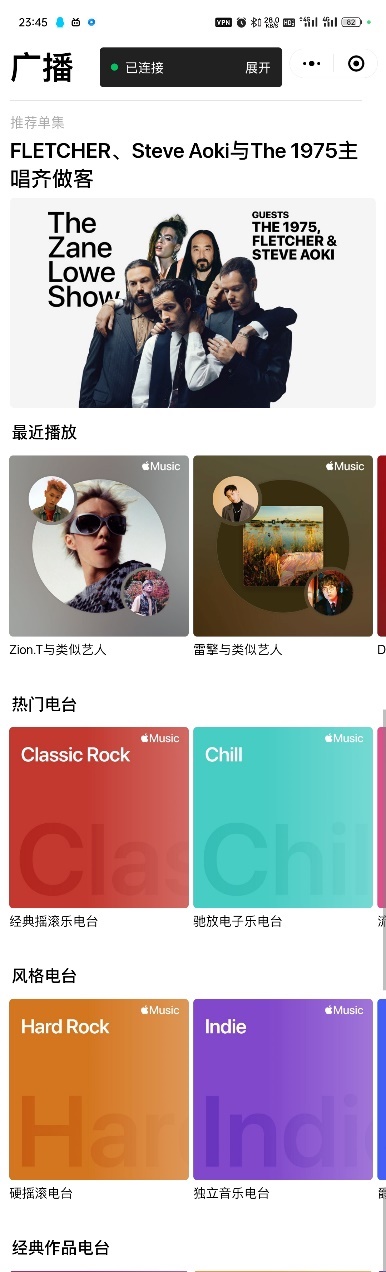 23:45
VPN
26.0
KB/S
HD
62
广播
已连接
展开
推荐单集
FLETCHER、Steve Aoki与The 1975主
唱齐做客
The
Zane
Lowe
Show
GUESTS
THE 1975,
FLETCHER &
STEVE AOKI
最近播放
Music
Music
Zion.T与类似艺人
雷擎与类似艺人
D
热门电台
Music
Classic Rock
Clas
Music
Chill
Chil
经典摇滚乐电台
驰放电子乐电台
风格电台
Music
Hard Rock
Hard
Music
Indie
Indie
硬摇滚电台
独立音乐电台
经典作品电台